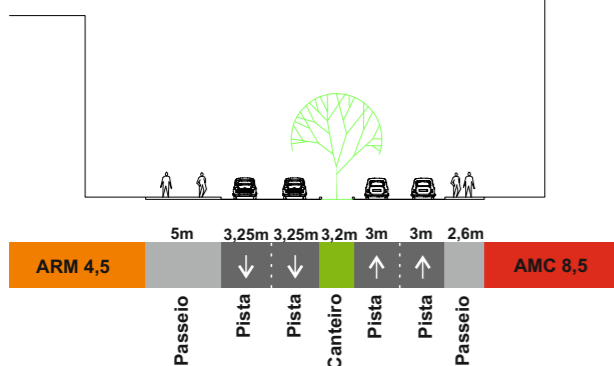 5m 3,25m 3,25m 3,2m 3m 3m 2,6m
ARM 4,5 AMC 8,5
Passeio Pista Pista Canteiro Pista Pista Passeio